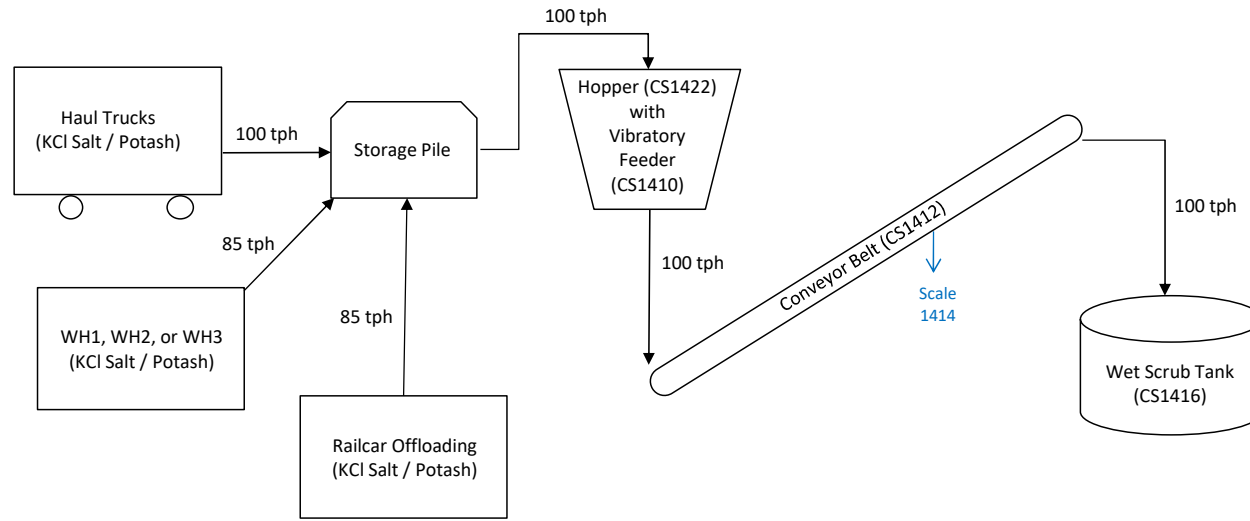 100 tph
Haul Trucks
(KCl Salt / Potash)
100 tph
Storage Pile
Hopper (CS1422)
with
Vibratory
Feeder
(CS1410)
85 tph
WH1, WH2, or WH3
(KCl Salt / Potash)
85 tph
Railcar Offloading
(KCl Salt / Potash)
100 tph
Conveyor Belt (CS1412)
Scale
1414
100 tph
Wet Scrub Tank
(CS1416)